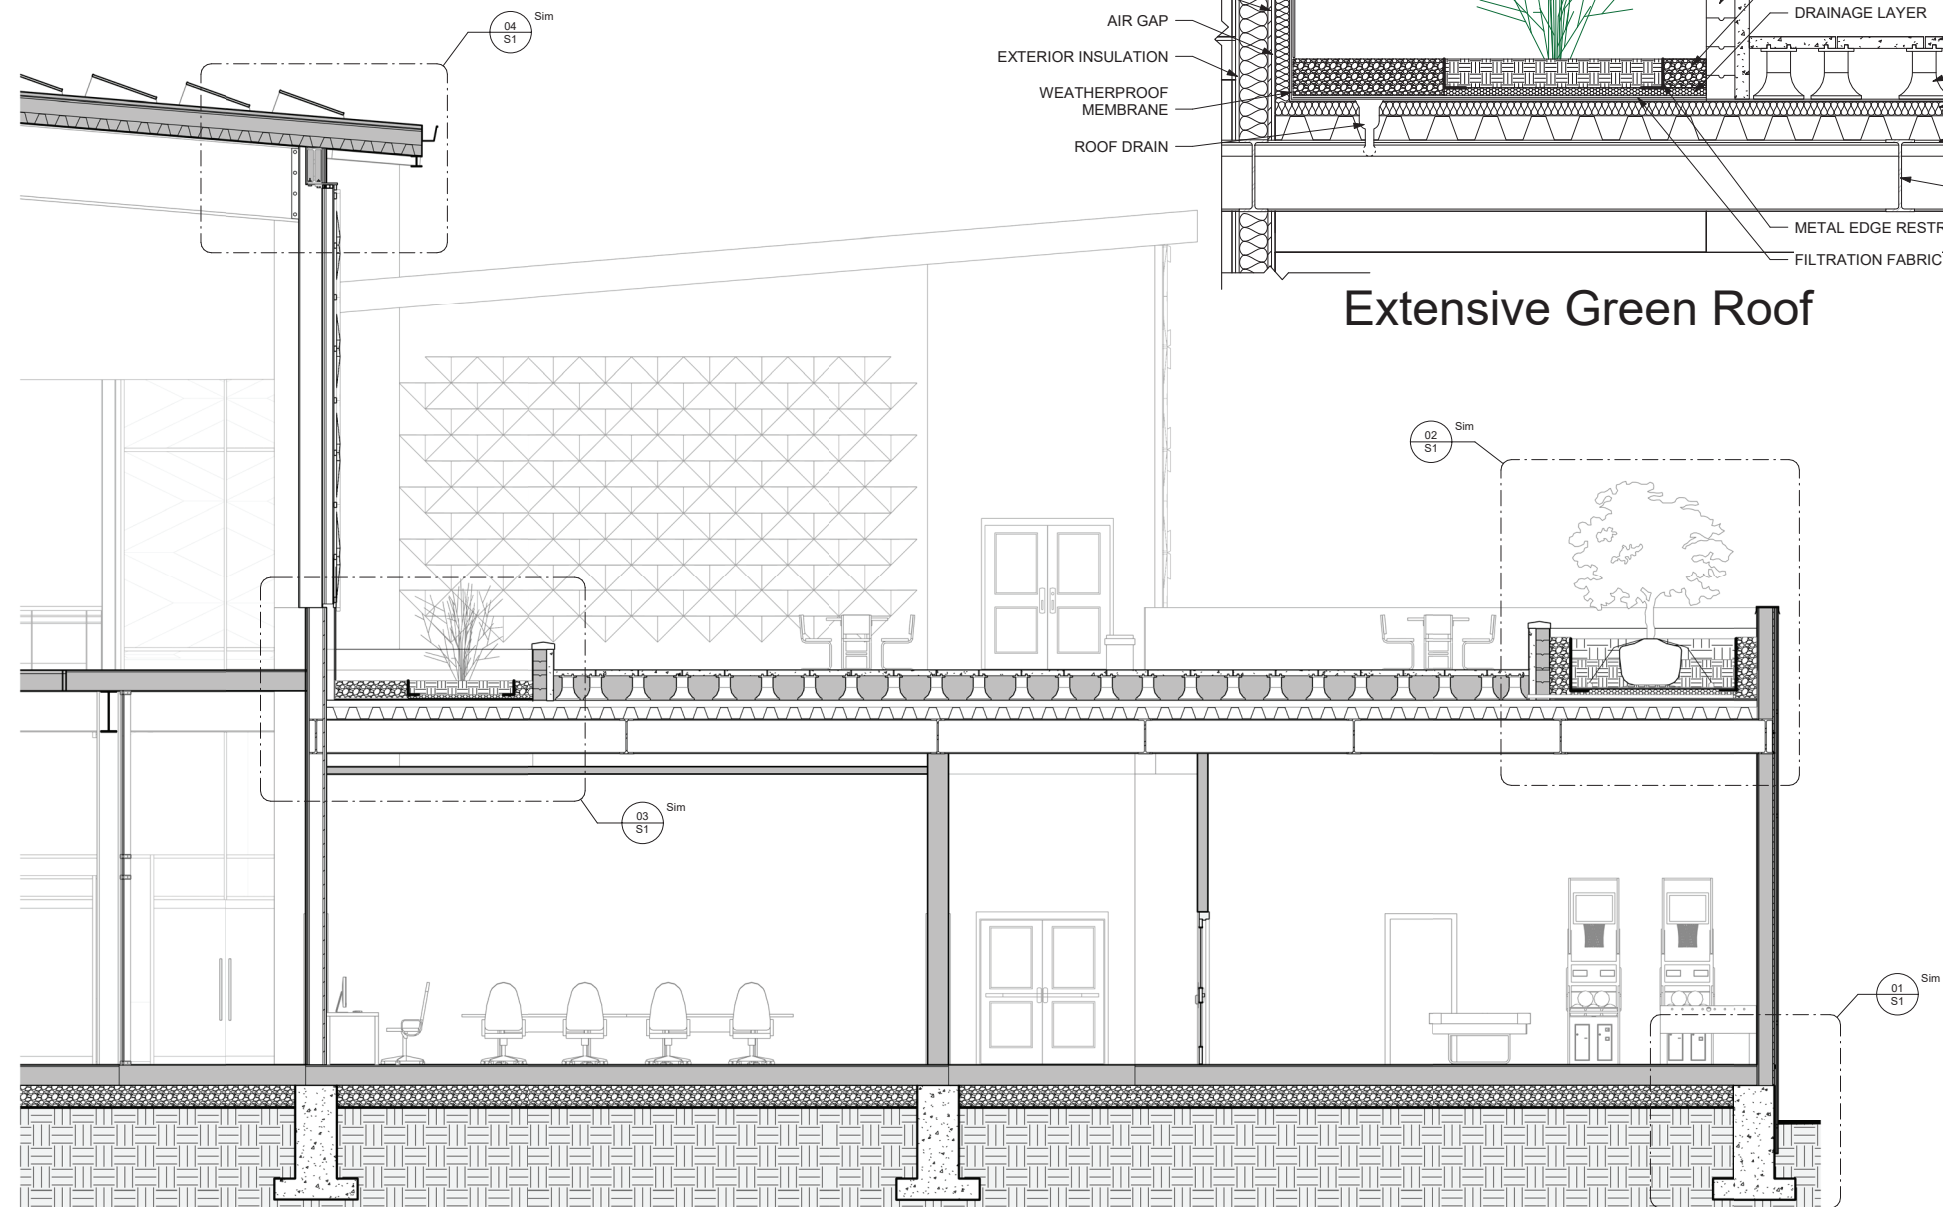 04
S1
Sim
AIR GAP
EXTERIOR INSULATION
WEATHERPROOF
MEMBRANE
ROOF DRAIN
DRAINAGE LAYER
METAL EDGE
FILTRATION FABRIC
Extensive Green Roof
02
S1
Sim
03
S1
Sim
01
S1
Sim